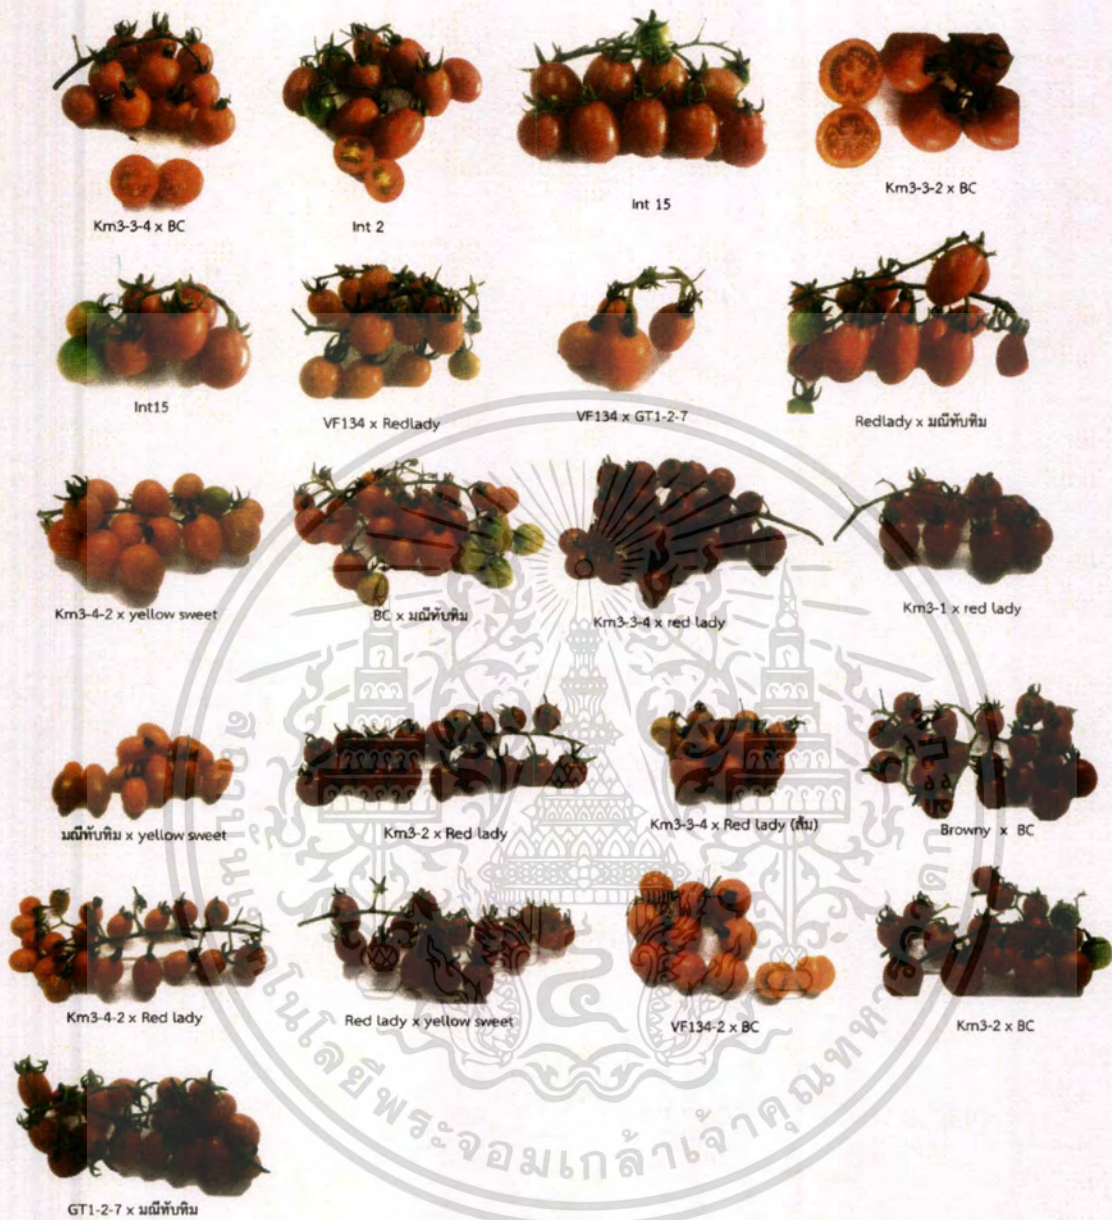 Km3-3-4 x BC
Int 2
Int 15
Km3-3-2 x BC
Int15
VF134 x Redlady
VF134 x GT1-2-7
Redlady x มณีทับทิม
Km3-4-2 x yellow sweet
BC x มณีทับทิม
Km3-3-4 x red lady
Km3-1 x red lady
มณีทับทิม x yellow sweet
Km3-2 x Red lady
Km3-3-4 x Red lady (ส้ม)
Browny x BC
Km3-4-2 x Red lady
Red lady x yellow sweet
VF134-2 x BC
Km3-2 x BC
GT1-2-7 x มณีทับทิม